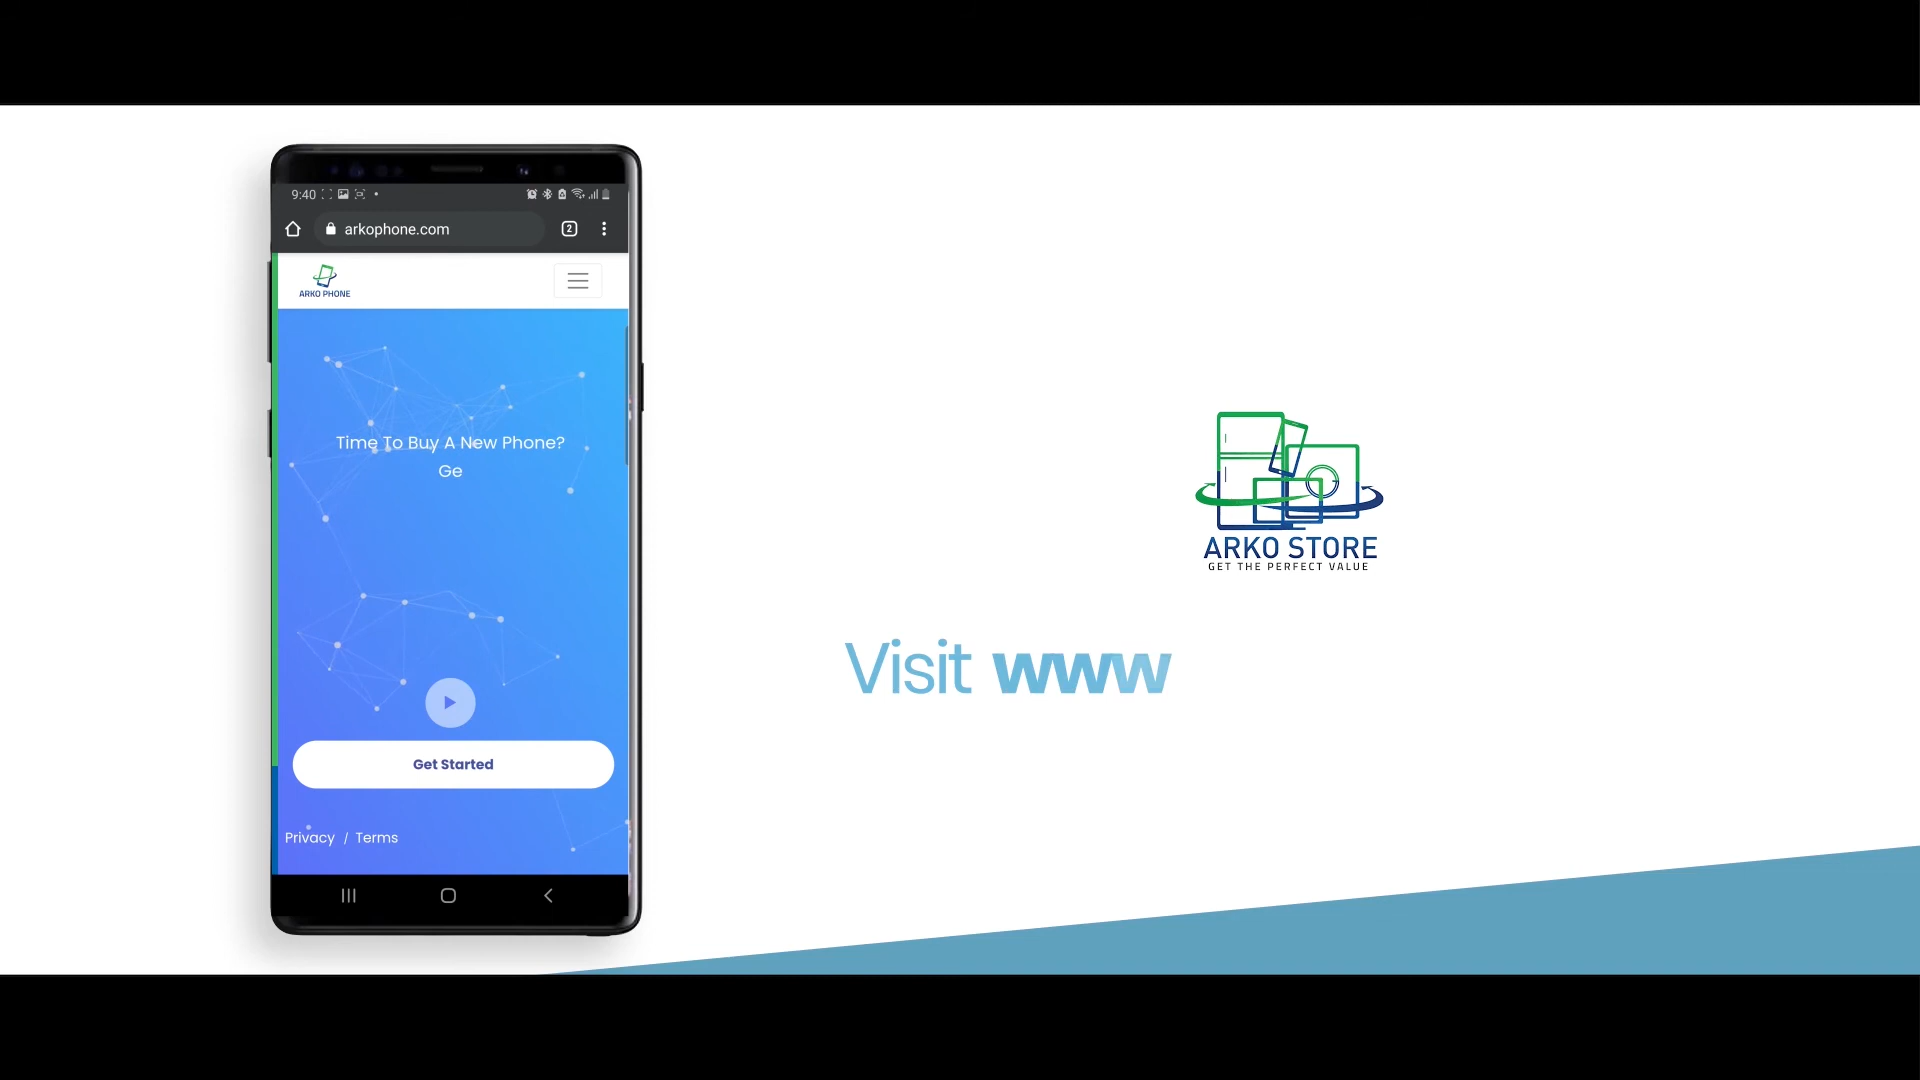 9:40
arkophone.com
2
ARKO PHONE
Time To Buy A New Phone?
Ge
Get Started
Privacy / Terms
ARKO STORE
GET THE PERFECT VALUE
Visit www